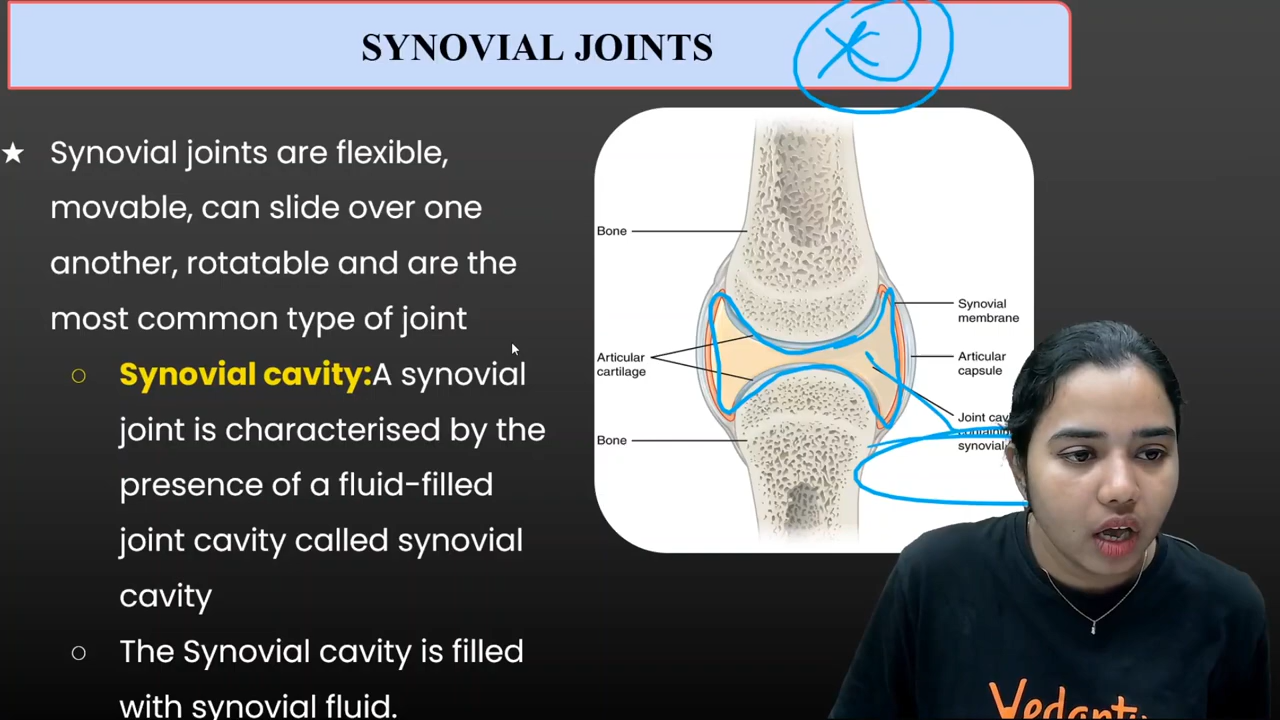 SYNOVIAL JOINTS
★ Synovial joints are flexible,
movable, can slide over one
another, rotatable and are the
most common type of joint
○ Synovial cavity:A synovial
joint is characterised by the
presence of a fluid-filled
joint cavity called synovial
cavity
○ The Synovial cavity is filled
with synovial fluid.
Bone
Synovial
membrane
Articular
cartilage
Articular
capsule
Joint
containing
synovial
Bone